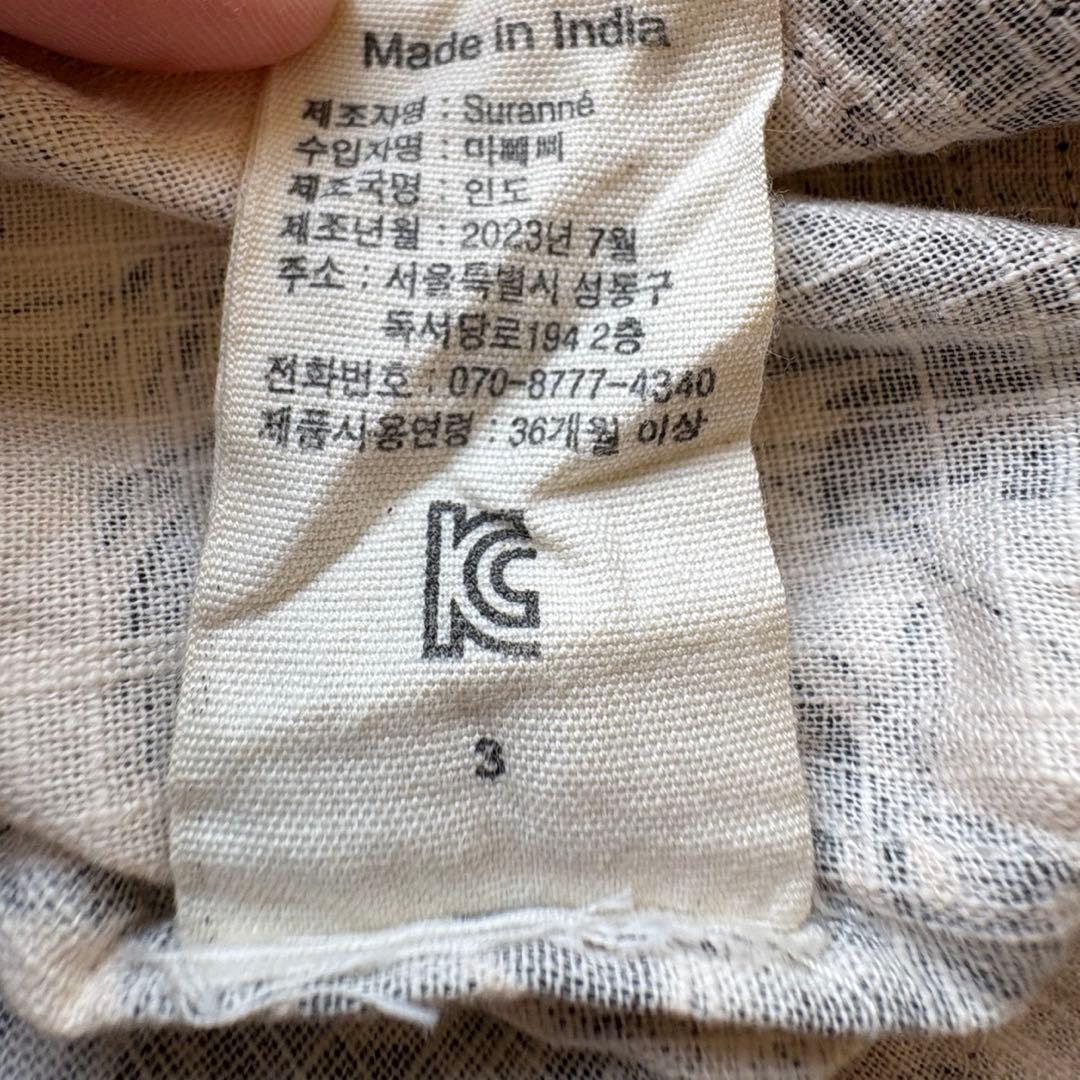 Made in India
제조자명 : Suranné
수입자명 : 마빼삐
제조국명 : 인도
제조년월 : 2023년 7월
주소 : 서울특별시 성동구
독서당로194 2층
전화번호 : 070-8777-4340
제품사용연령 : 36개월 이상
KC
3